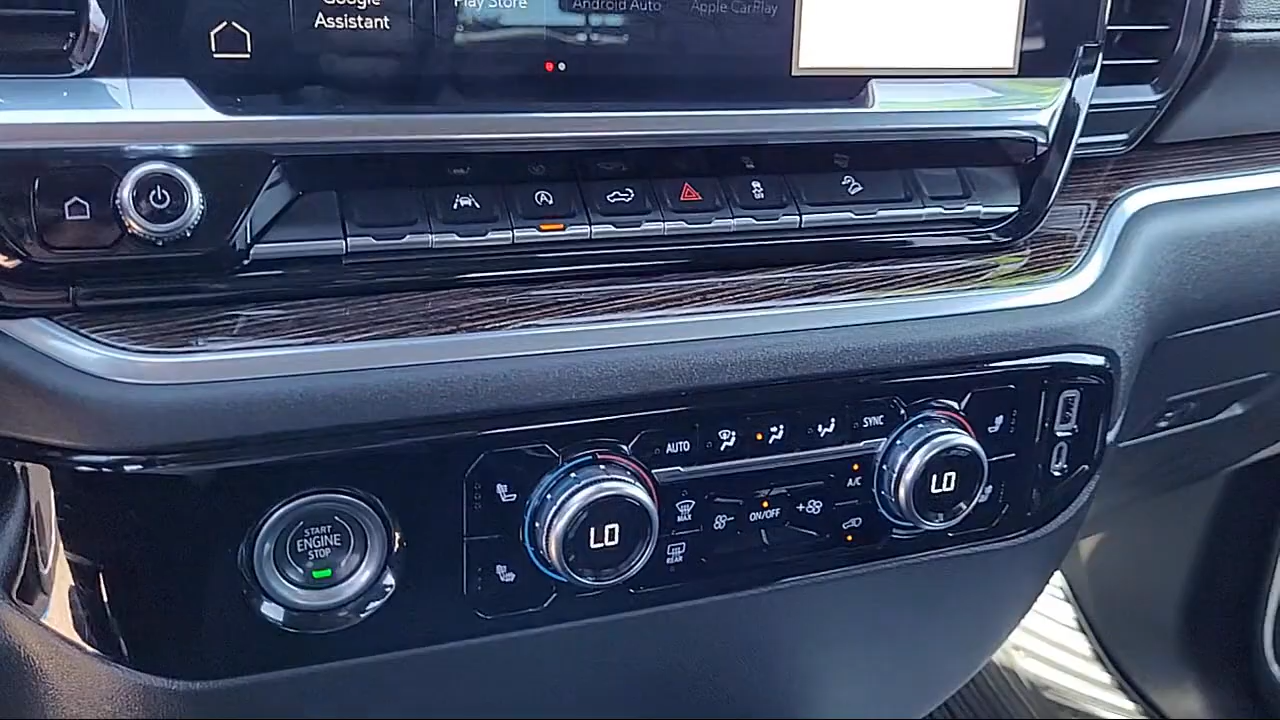 Google
Assistant
Play Store
Android Auto
Apple CarPlay
AUTO
SYNC
START
ENGINE
STOP
LO
MAX
ON/OFF
A/C
LO
REAR